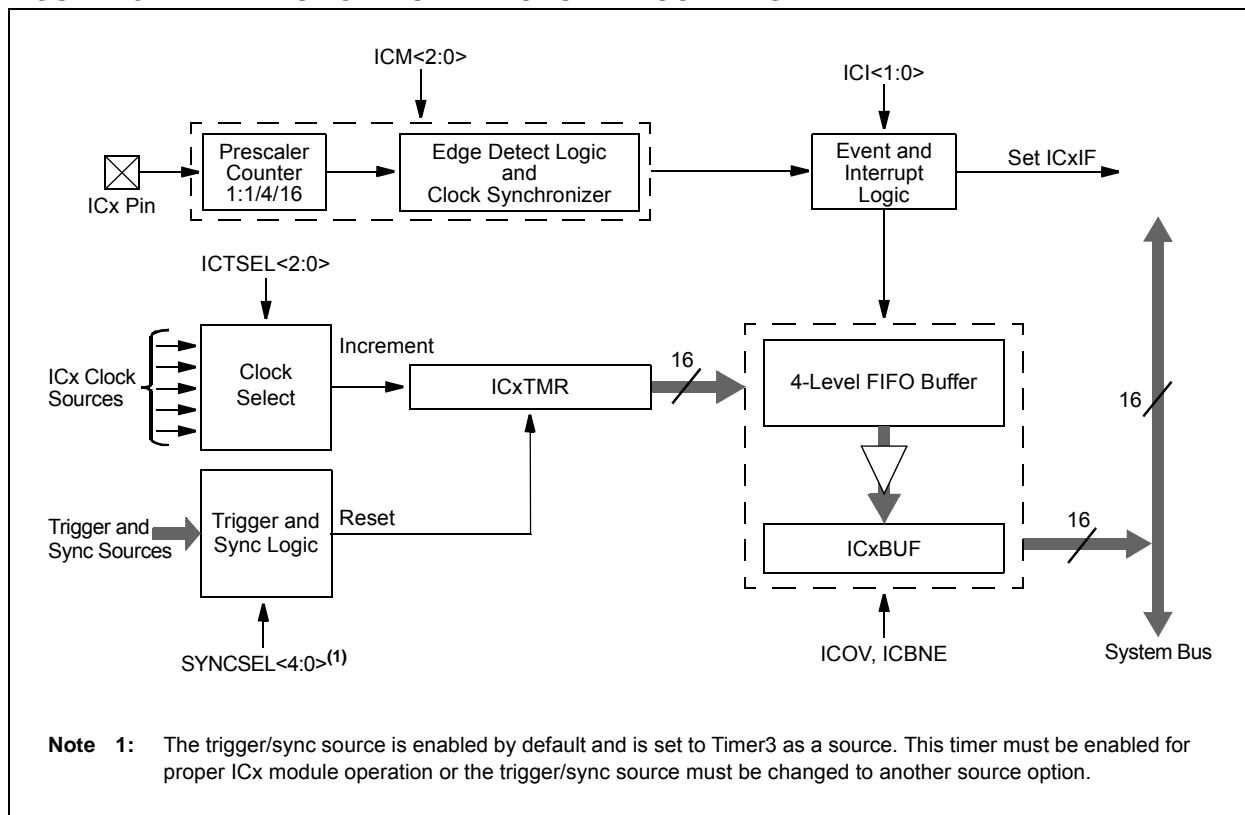 ICM<2:0>
ICI<1:0>
Prescaler
Counter
1:1/4/16
Edge Detect Logic
and
Clock Synchronizer
Event and
Interrupt
Logic
Set ICxIF
ICx Pin
ICTSEL<2:0>
ICx Clock
Sources
Clock
Select
Increment
ICxTMR
16
4-Level FIFO Buffer
16
Trigger and
Sync Sources
Trigger and
Sync Logic
Reset
ICxBUF
16
SYNCSEL<4:0>(1)
ICOV, ICBNE
System Bus
Note 1: The trigger/sync source is enabled by default and is set to Timer3 as a source. This timer must be enabled for
proper ICx module operation or the trigger/sync source must be changed to another source option.